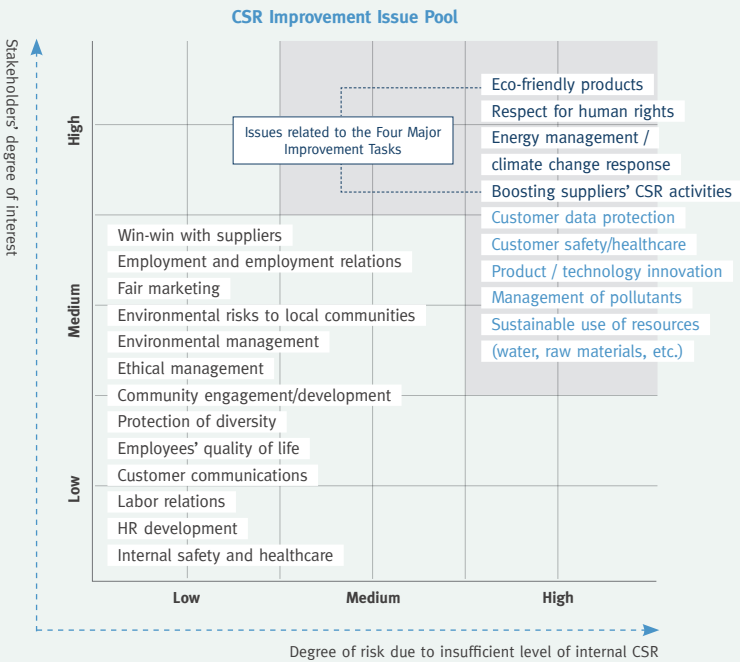 CSR Improvement Issue Pool
Stakeholders' degree of interest
High
Medium
Low
Issues related to the Four Major
Improvement Tasks
Eco-friendly products
Respect for human rights
Energy management /
climate change response
Boosting suppliers' CSR activities
Customer data protection
Customer safety/healthcare
Product / technology innovation
Management of pollutants
Sustainable use of resources
(water, raw materials, etc.)
Win-win with suppliers
Employment and employment relations
Fair marketing
Environmental risks to local communities
Environmental management
Ethical management
Community engagement/development
Protection of diversity
Employees' quality of life
Customer communications
Labor relations
HR development
Internal safety and healthcare
Low
Medium
High
Degree of risk due to insufficient level of internal CSR